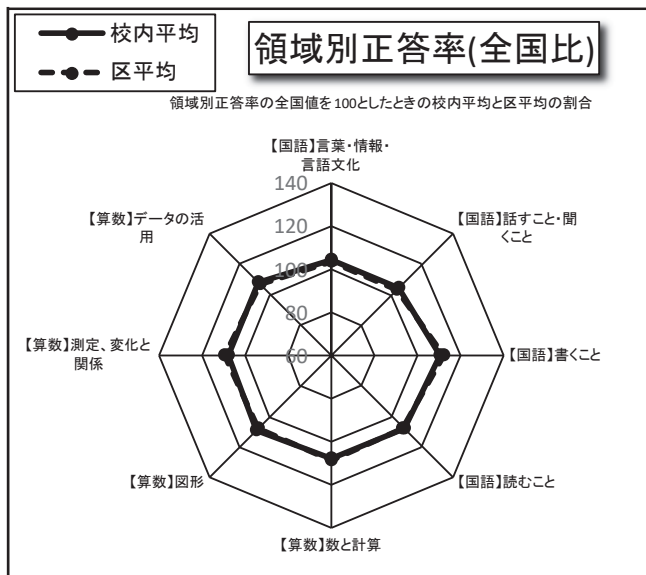 校内平均
区平均
領域別正答率(全国比)
領域別正答率の全国値を100としたときの校内平均と区平均の割合
【国語】言葉・情報・
言語文化
【国語】話すこと・聞
くこと
【国語】書くこと
【国語】読むこと
【算数】数と計算
【算数】図形
【算数】測定、変化と
関係
【算数】データの活
用
140
120
100
80
60